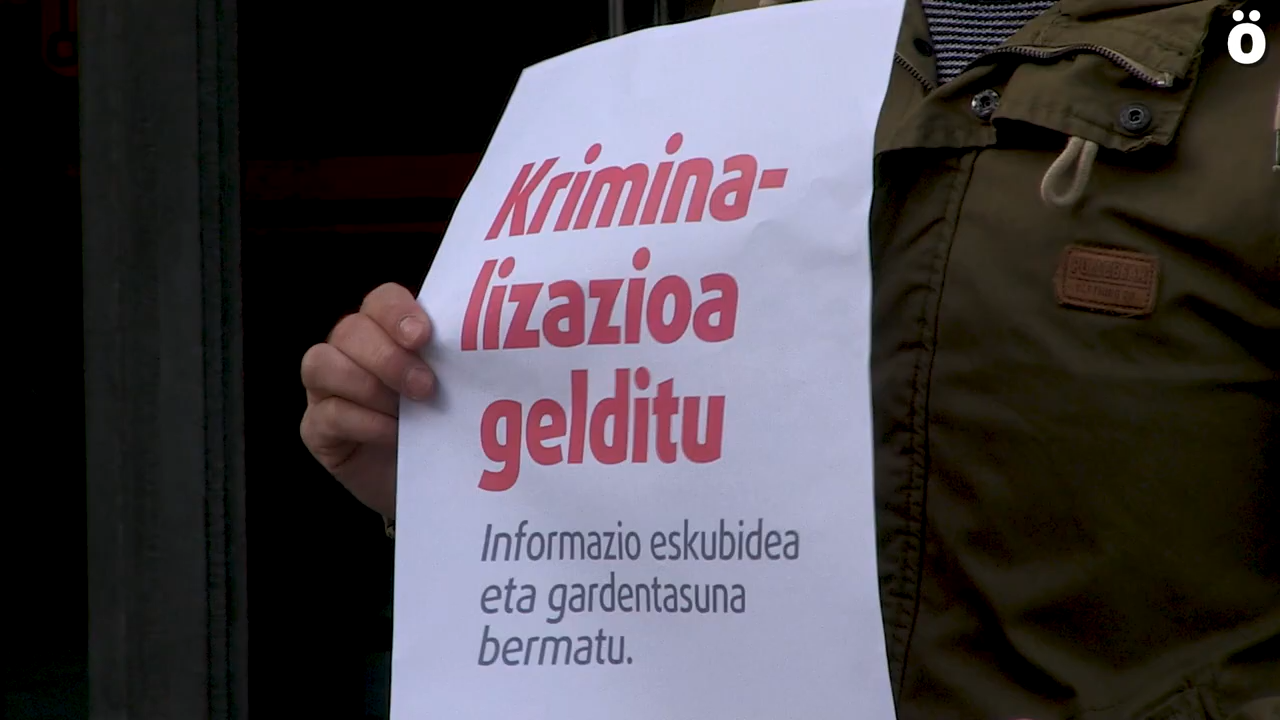 ö
Krimina-
lizazioa
gelditu
Informazio eskubidea
eta gardentasuna
bermatu.